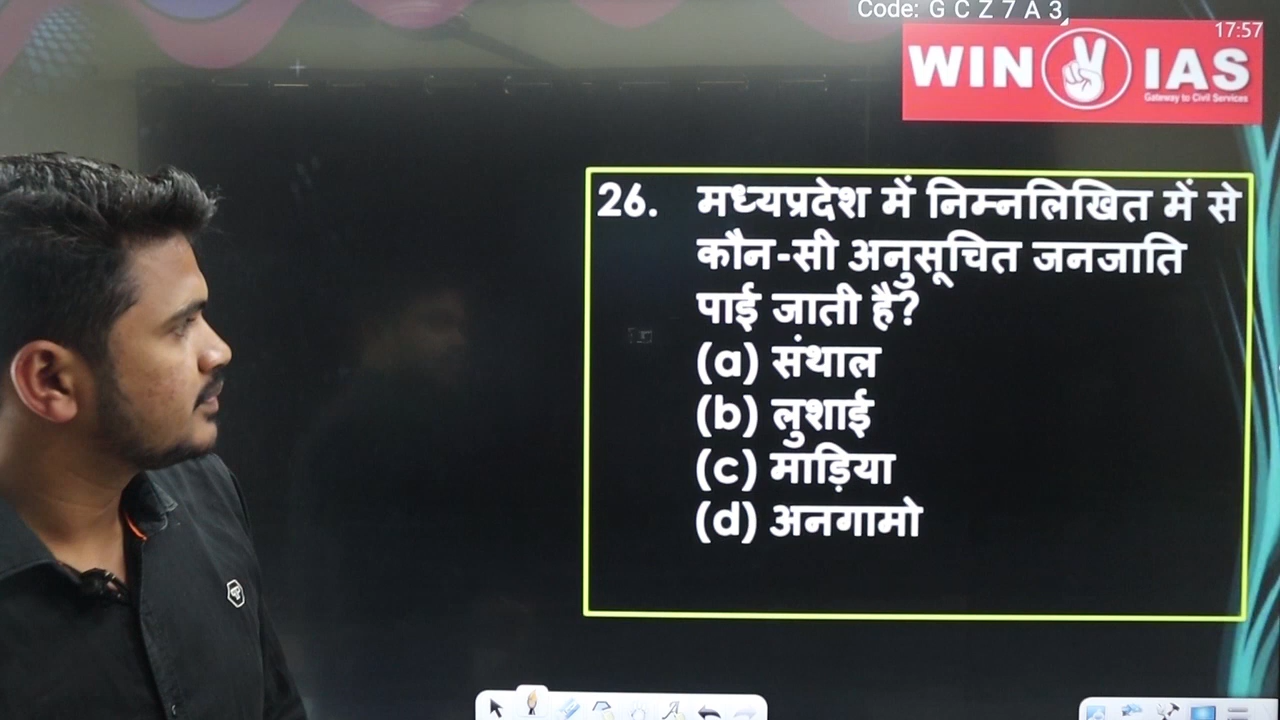 Code: G C Z 7 A 3
17:57
WIN IAS
Gateway to Civil Services
26. मध्यप्रदेश में निम्नलिखित में से
कौन-सी अनुसूचित जनजाति
पाई जाती है?
(a) संथाल
(b) लुशाई
(c) माड़िया
(d) अनगामो